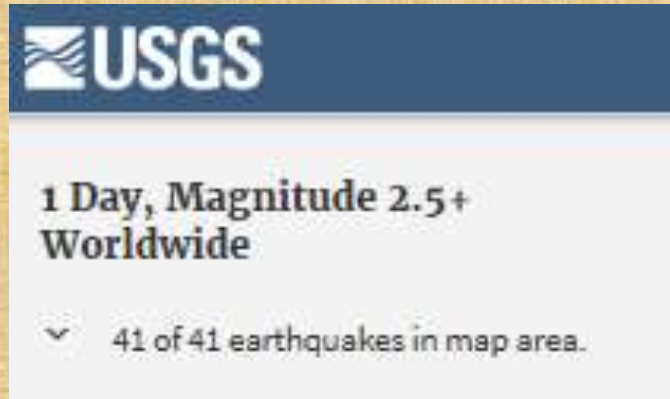 USGS
1 Day, Magnitude 2.5+
Worldwide
41 of 41 earthquakes in map area.